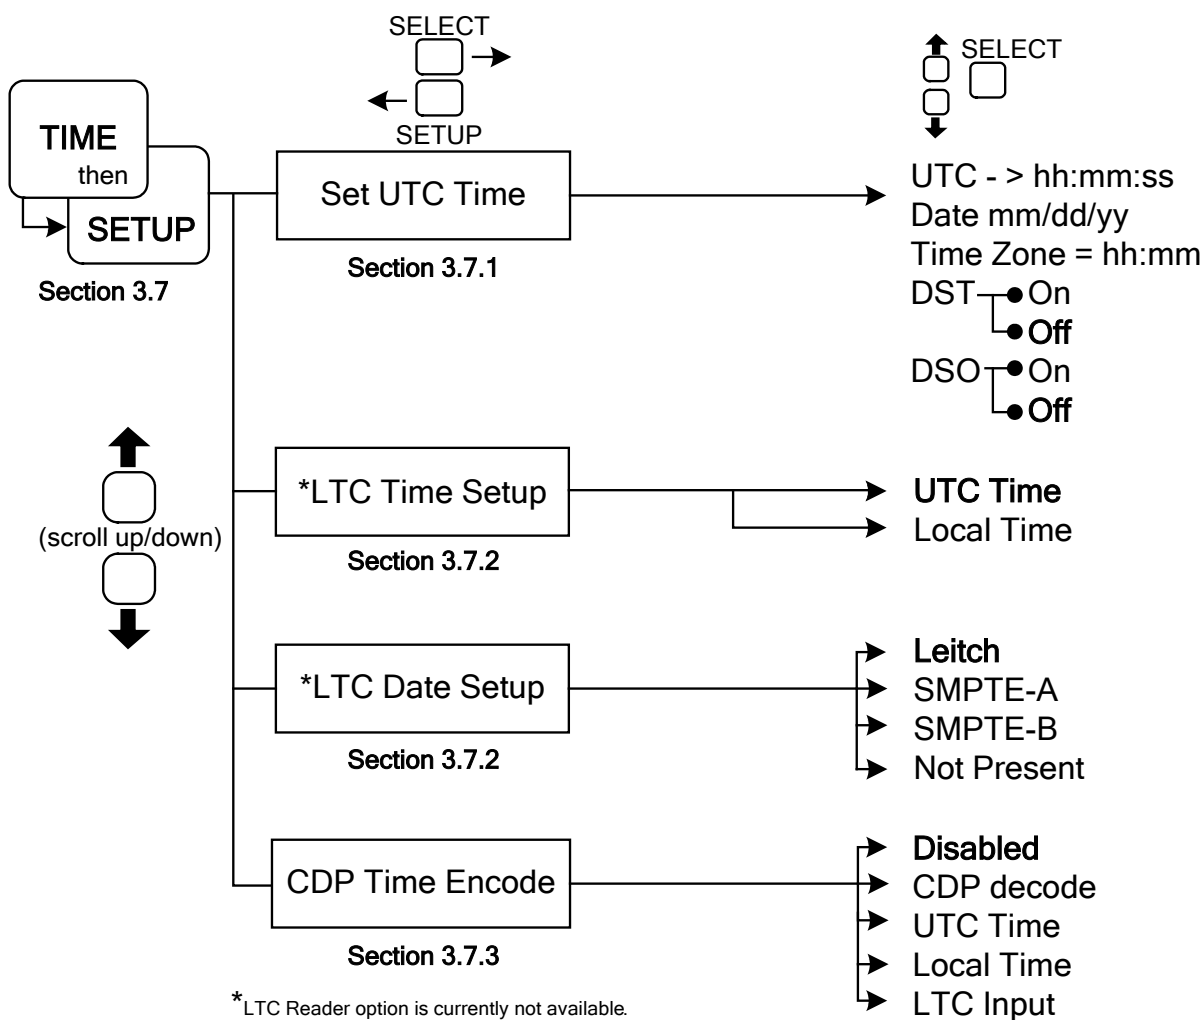 SELECT
SETUP
SELECT
TIME
then
SETUP
Section 3.7
Set UTC Time
Section 3.7.1
UTC - > hh:mm:ss
Date mm/dd/yy
Time Zone = hh:mm
DST On
Off
DSO On
Off
(scroll up/down)
*LTC Time Setup
Section 3.7.2
UTC Time
Local Time
*LTC Date Setup
Section 3.7.2
Leitch
SMPTE-A
SMPTE-B
Not Present
CDP Time Encode
Section 3.7.3
Disabled
CDP decode
UTC Time
Local Time
LTC Input
*LTC Reader option is currently not available.